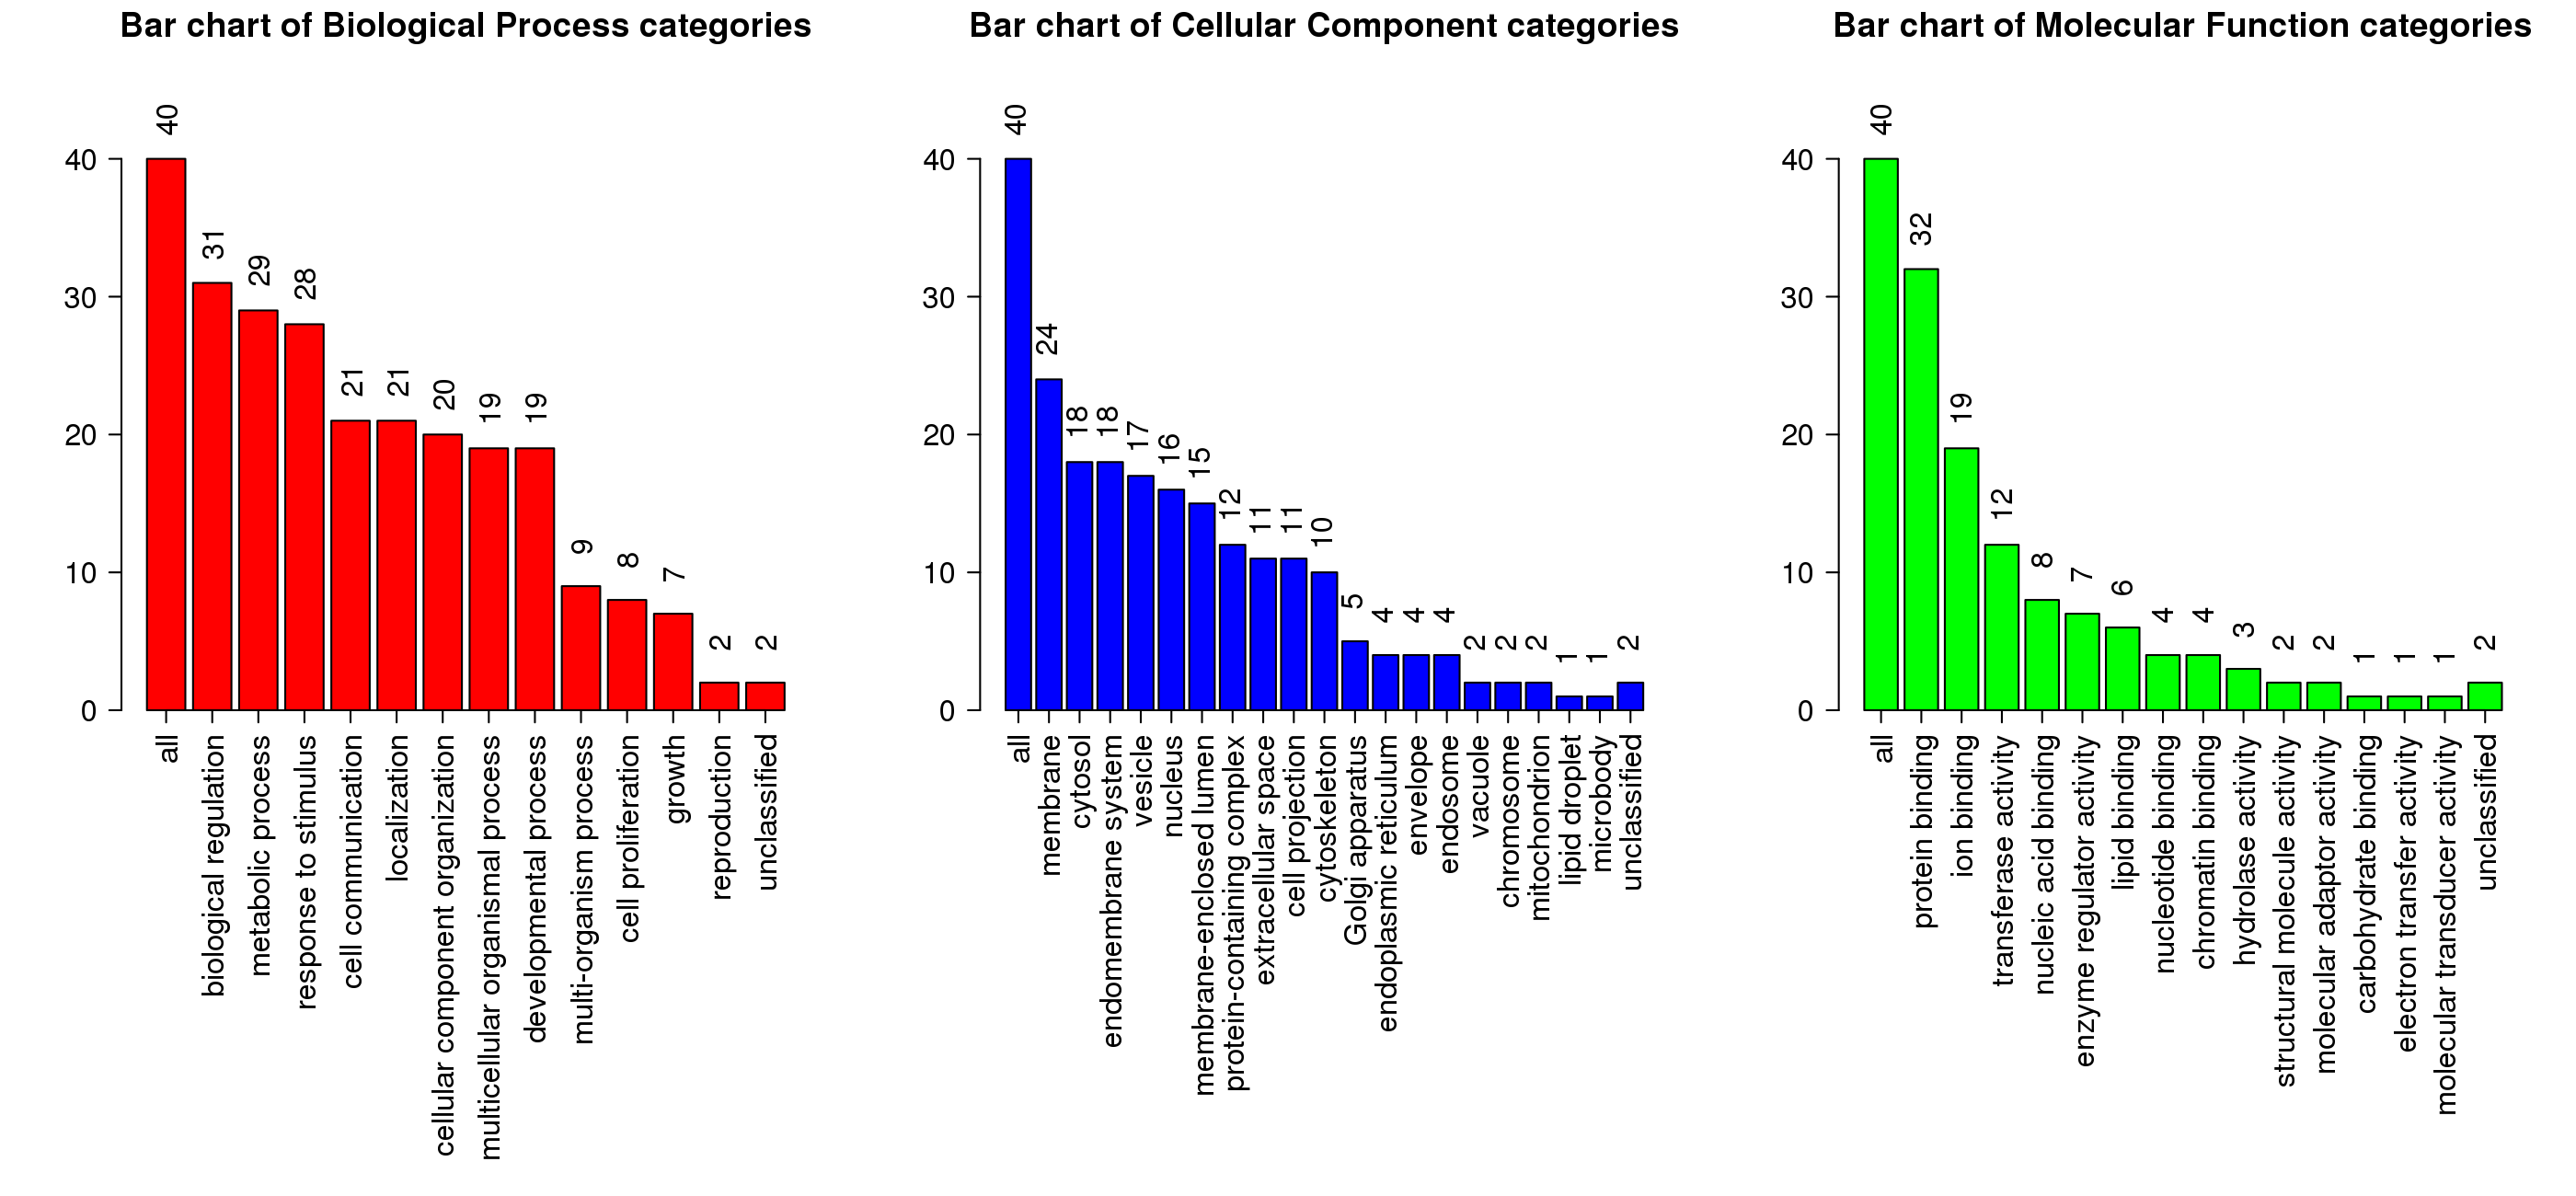 Bar chart of Biological Process categories
40
30
20
10
0
40
31
29
28
21
21
20
19
19
9
8
7
2
2
all
biological regulation
metabolic process
response to stimulus
cell communication
localization
cellular component organization
multicellular organismal process
developmental process
multi-organism process
cell proliferation
growth
reproduction
unclassified
Bar chart of Cellular Component categories
40
30
20
10
0
40
24
18
18
17
16
15
12
11
11
10
5
4
4
4
2
2
2
1
1
2
all
membrane
cytosol
endomembrane system
vesicle
nucleus
membrane-enclosed lumen
protein-containing complex
extracellular space
cell projection
cytoskeleton
Golgi apparatus
endoplasmic reticulum
envelope
endosome
vacuole
chromosome
mitochondrion
lipid droplet
microbody
unclassified
Bar chart of Molecular Function categories
40
30
20
10
0
40
32
19
12
8
7
6
4
4
3
2
2
1
1
1
2
all
protein binding
ion binding
transferase activity
nucleic acid binding
enzyme regulator activity
lipid binding
nucleotide binding
chromatin binding
hydrolase activity
structural molecule activity
molecular adaptor activity
carbohydrate binding
electron transfer activity
molecular transducer activity
unclassified